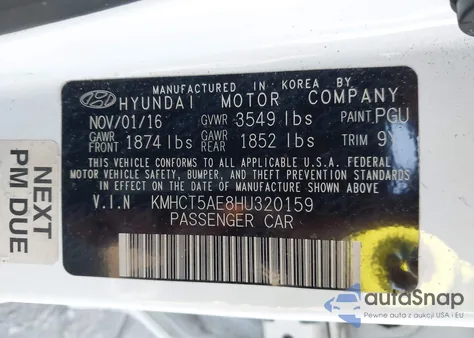 MANUFACTURED IN KOREA BY
HYUNDAI MOTOR COMPANY
NOV/01/16 GVWR 3549 lbs PAINT PGU
GAWR FRONT 1874 lbs GAWR REAR 1852 lbs TRIM 9Y
THIS VEHICLE CONFORMS TO ALL APPLICABLE U.S.A. FEDERAL
MOTOR VEHICLE SAFETY, BUMPER, AND THEFT PREVENTION
STANDARDS IN EFFECT ON THE DATE OF MANUFACTURE
V.I.N KMHCT5AE8HU320159
PASSENGER CAR
NEXT
PM DUE
autoSnap
Pewne auta z aukcji USA i EU